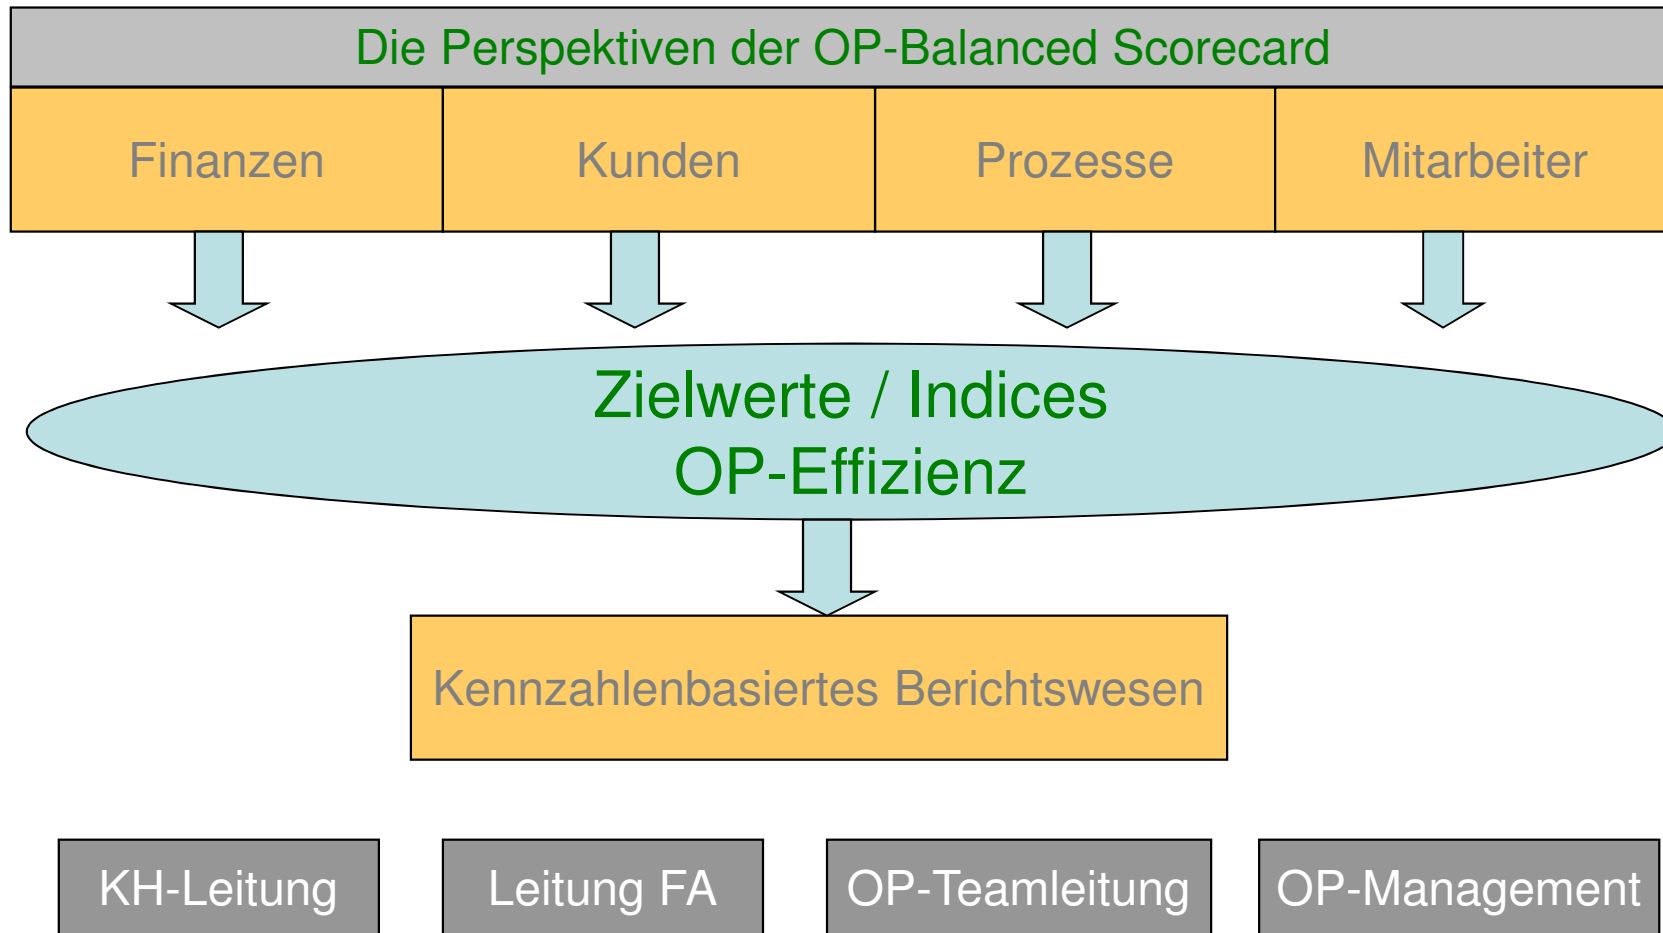 Die Perspektiven der OP-Balanced Scorecard
Finanzen
Kunden
Prozesse
Mitarbeiter
Zielwerte / Indices
OP-Effizienz
Kennzahlenbasiertes Berichtswesen
KH-Leitung
Leitung FA
OP-Teamleitung
OP-Management